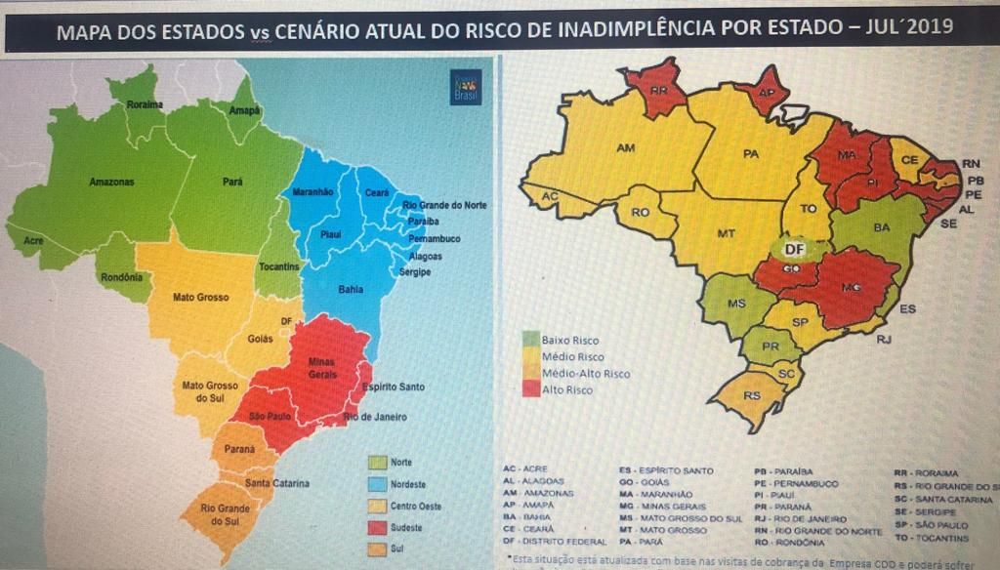 MAPA DOS ESTADOS vs CENÁRIO ATUAL DO RISCO DE INADIMPLÊNCIA POR ESTADO – JUL´2019
Brasil
Roraima
Amapá
Amazonas
Pará
Maranhão
Ceará
Rio Grande do Norte
Paraíba
Piauí
Pernambuco
Acre
Alagoas
Tocantins
Sergipe
Rondônia
Bahia
Mato Grosso
DF
Goiás
Minas
Gerais
Mato Grosso
do Sul
Espírito Santo
São Paulo
Rio de Janeiro
Paraná
Santa Catarina
Rio Grande
do Sul
Norte
Nordeste
Centro Oeste
Sudeste
Sul
RR
AP
AM
PA
MA
CE
RN
PI
PB
PE
AC
AL
RO
TO
SE
MT
BA
DF
GO
MG
MS
ES
SP
RJ
PR
SC
RS
Baixo Risco
Médio Risco
Médio-Alto Risco
Alto Risco
AC - ACRE
AL - ALAGOAS
AM - AMAZONAS
AP - AMAPÁ
BA - BAHIA
CE - CEARÁ
DF - DISTRITO FEDERAL
ES - ESPÍRITO SANTO
GO - GOIÁS
MA - MARANHÃO
MG - MINAS GERAIS
MS - MATO GROSSO DO SUL
MT - MATO GROSSO
PA - PARÁ
PB - PARAÍBA
PE - PERNAMBUCO
PI - PIAUÍ
PR - PARANÁ
RJ - RIO DE JANEIRO
RN - RIO GRANDE DO NORTE
RO - RONDÔNIA
RR - RORAIMA
RS - RIO GRANDE DO S
SC - SANTA CATARINA
SE - SERGIPE
SP - SÃO PAULO
TO - TOCANTINS
*Esta situação está atualizada com base nas visitas de cobrança da Empresa CDD e poderá sofrer